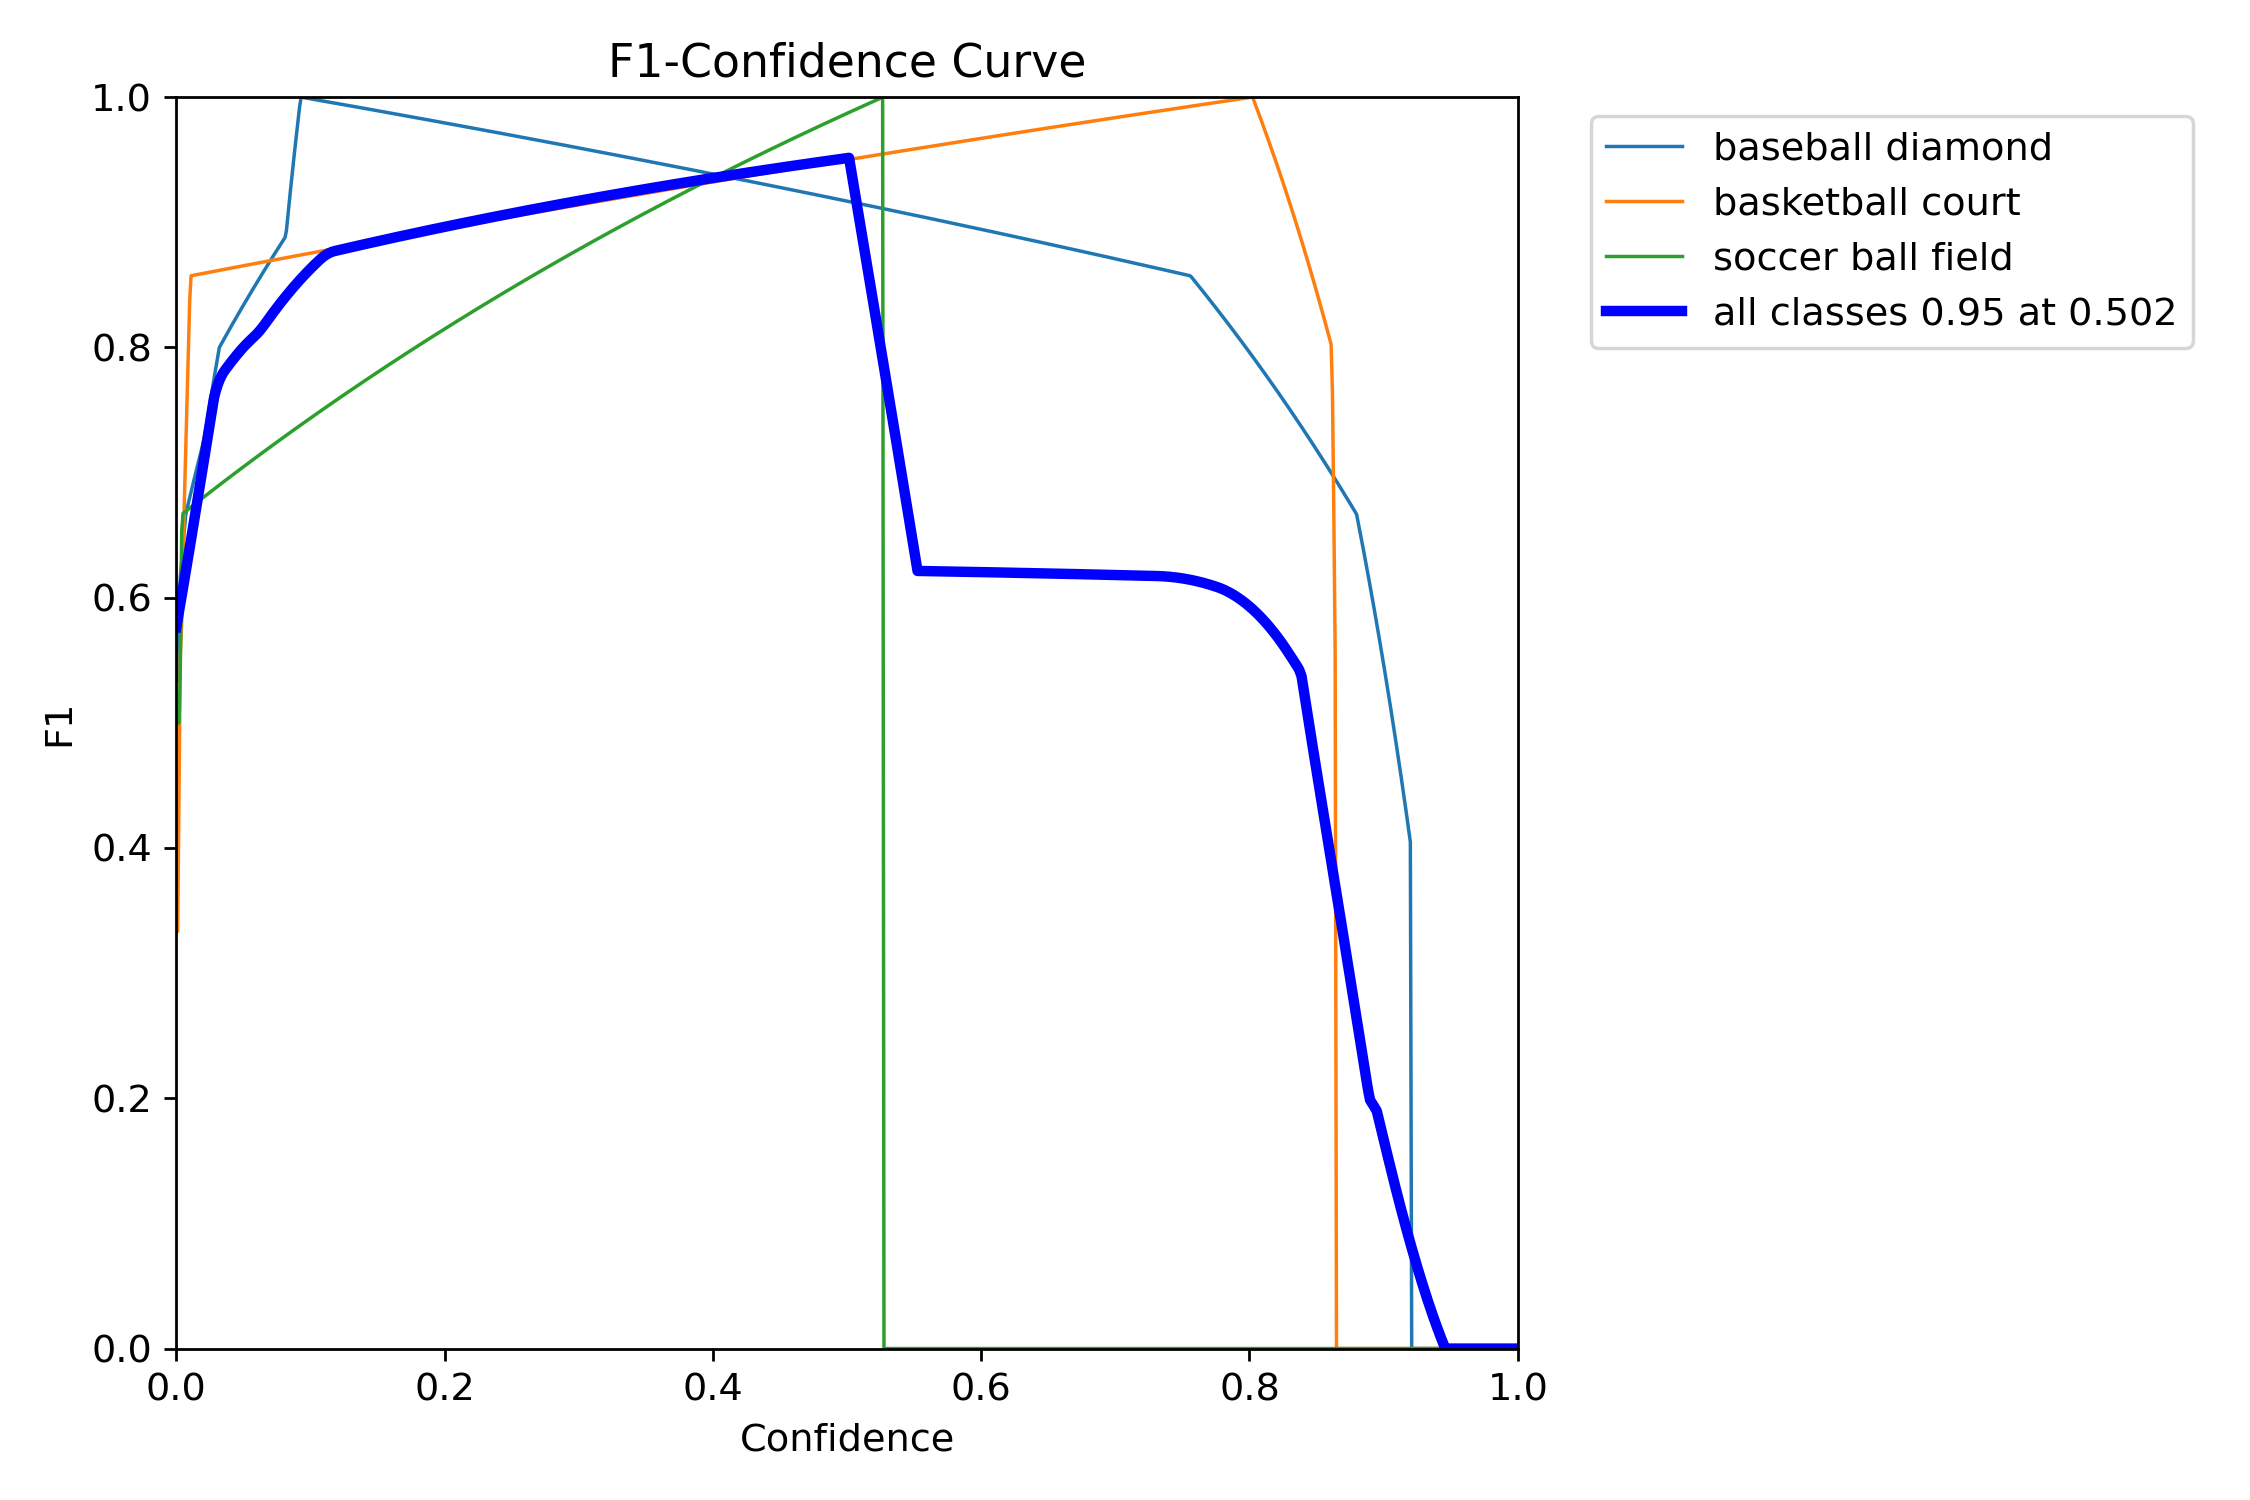 F1-Confidence Curve
1.0
0.8
0.6
0.4
0.2
0.0
F1
0.0 0.2 0.4 0.6 0.8 1.0
Confidence
baseball diamond
basketball court
soccer ball field
all classes 0.95 at 0.502